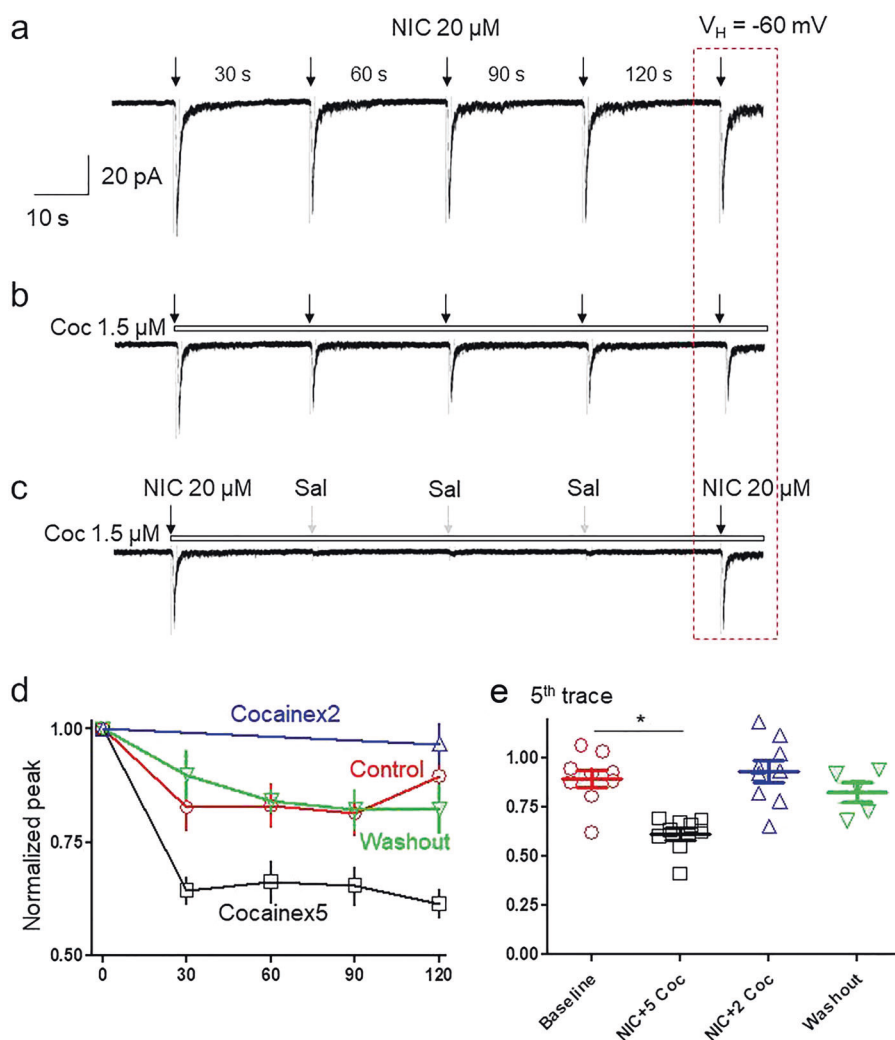 a
NIC 20 µM
V_H = -60 mV
30 s
60 s
90 s
120 s
20 pA
10 s
b
Coc 1.5 µM
c
NIC 20 µM
Sal
Sal
Sal
NIC 20 µM
Coc 1.5 µM
d
Normalized peak
1.00
0.75
0.50
0
30
60
90
120
Cocainex2
Control
Washout
Cocainex5
e
5th trace
*
1.00
0.75
0.50
0.25
0.00
Baseline
NIC+5 Coc
NIC+2 Coc
Washout